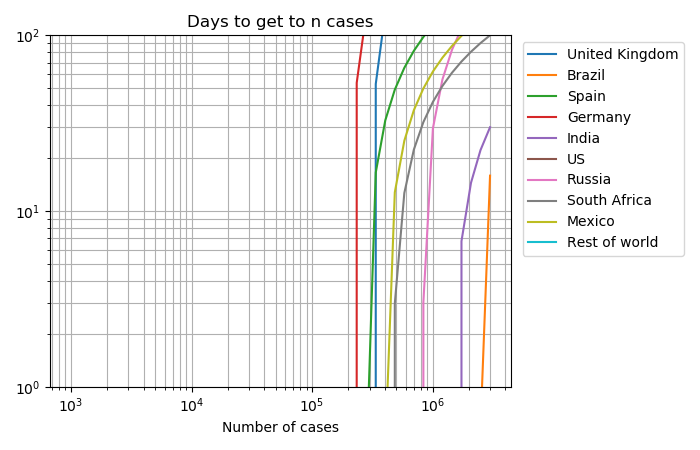 Days to get to n cases
10²
10¹
10⁰
10³
10⁴
10⁵
10⁶
Number of cases
United Kingdom
Brazil
Spain
Germany
India
US
Russia
South Africa
Mexico
Rest of world